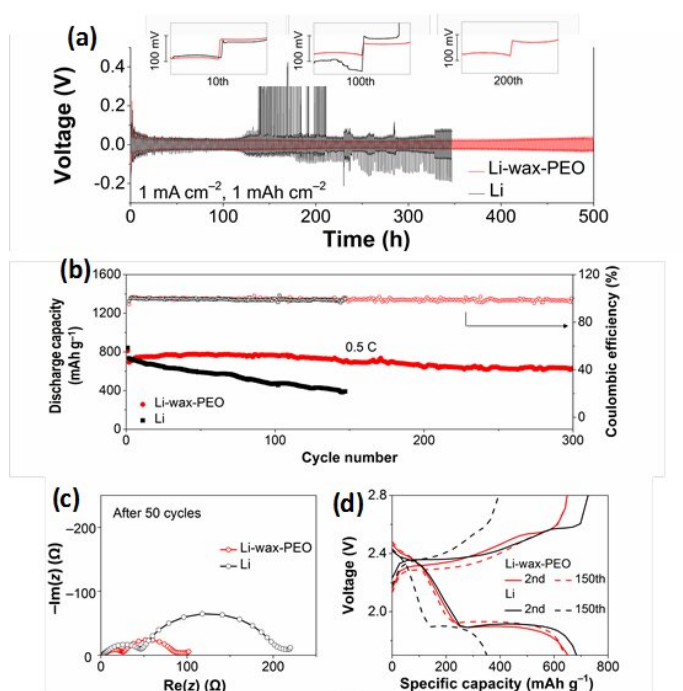 (a)
100 mV
10th
100 mV
100th
100 mV
200th
0.4
0.2
0.0
-0.2
Voltage (V)
1 mA cm⁻², 1 mAh cm⁻²
Li-wax-PEO
Li
0 100 200 300 400 500
Time (h)
(b)
1600
1200
800
400
0
Discharge capacity
(mAh g⁻¹)
0.5 C
Li-wax-PEO
Li
120
80
40
0
Coulombic efficiency (%)
0 100 200 300
Cycle number
(c)
After 50 cycles
Li-wax-PEO
Li
-200
-100
0
–Im(z) (Ω)
0 100 200
Re(z) (Ω)
(d)
2.8
2.4
2.0
Voltage (V)
Li-wax-PEO
2nd 150th
Li
2nd 150th
0 200 400 600 800
Specific capacity (mAh g⁻¹)